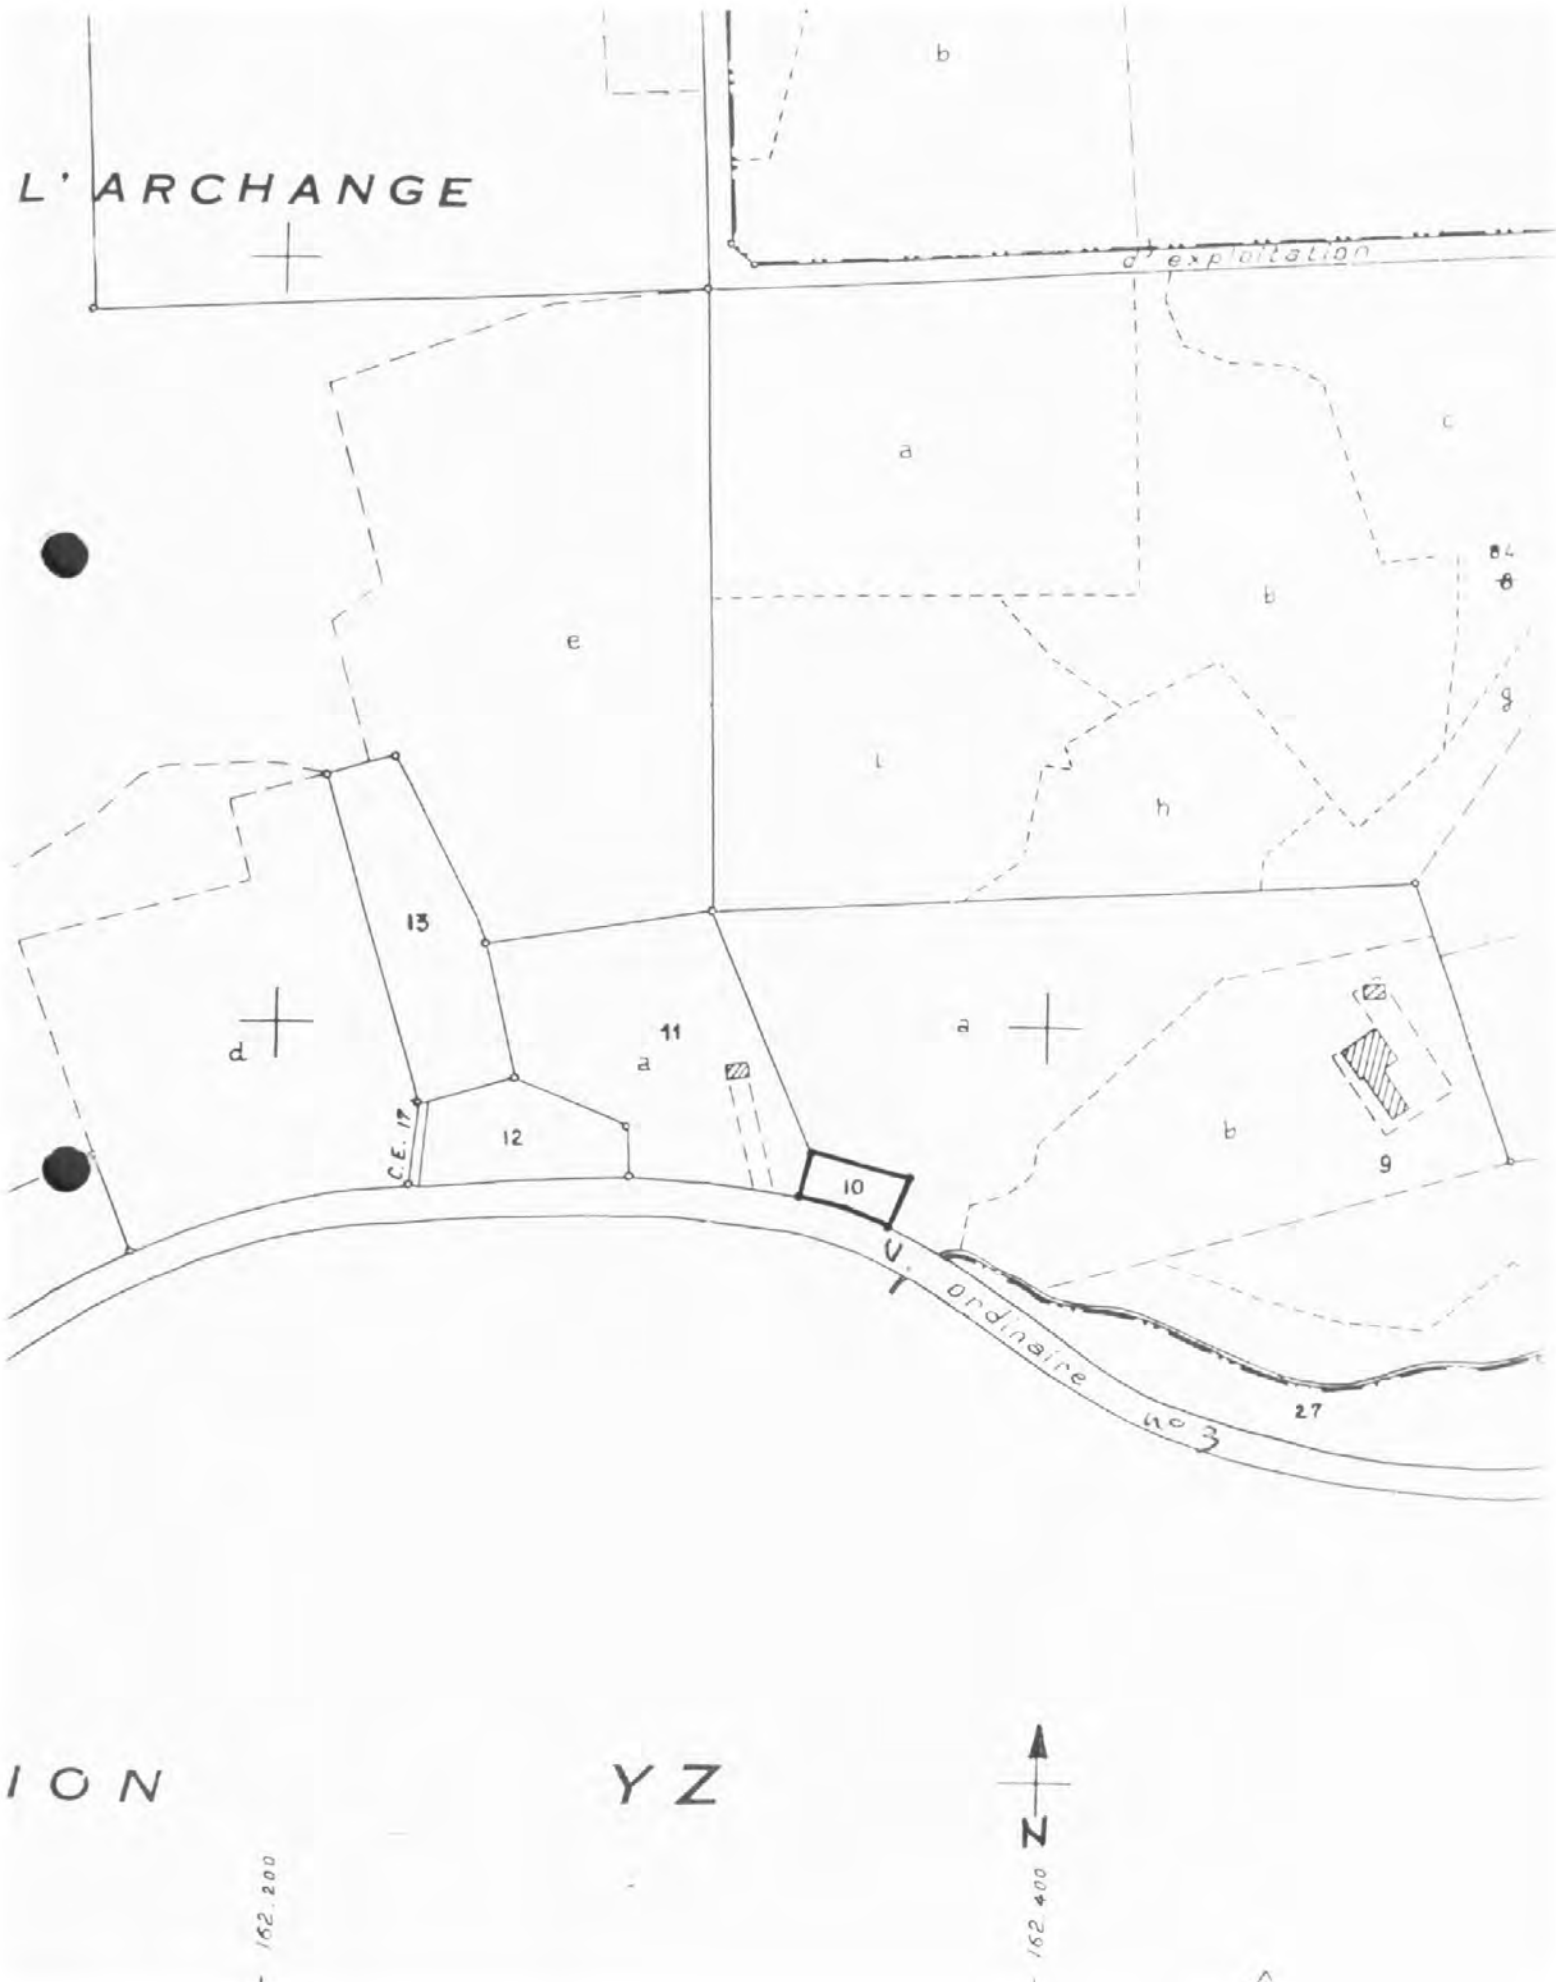 b
L'ARCHANGE
d'exploitation
c
a
84
8
b
e
g
h
13
11
a
d
a
C.E. 17
12
b
9
10
V. ordinaire no 3
27
ION YZ
N
162.200
162.400